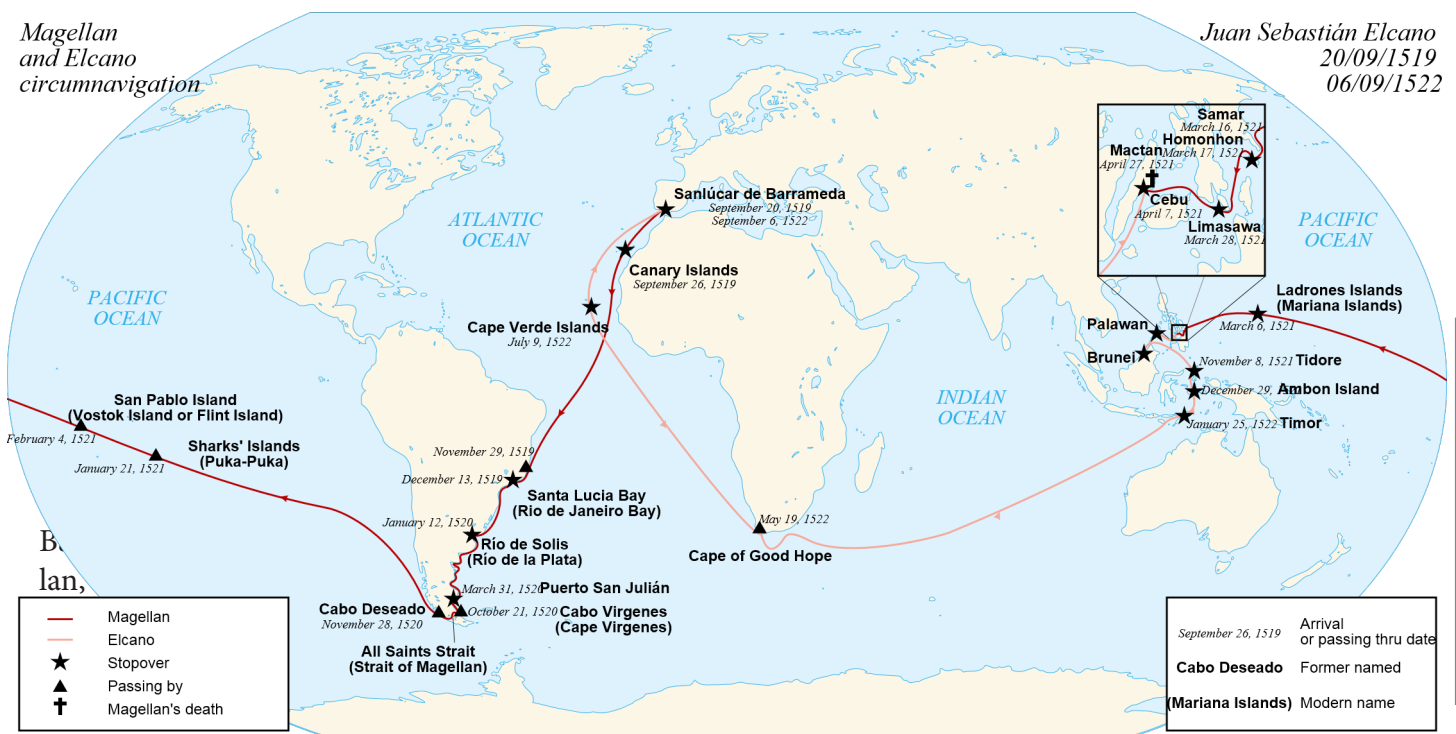 Magellan
and Elcano
circumnavigation
Juan Sebastián Elcano
20/09/1519
06/09/1522
Samar
March 16, 1521
Homonhon
March 17, 1521
Mactan
April 27, 1521
Cebu
April 7, 1521
Limasawa
March 28, 1521
Sanlúcar de Barrameda
September 20, 1519
September 6, 1522
ATLANTIC
OCEAN
PACIFIC
OCEAN
Canary Islands
September 26, 1519
PACIFIC
OCEAN
Ladrones Islands
(Mariana Islands)
March 6, 1521
Cape Verde Islands
July 9, 1522
Palawan
Brunei
November 8, 1521 Tidore
December 29, Ambon Island
January 25, 1522 Timor
INDIAN
OCEAN
San Pablo Island
(Vostok Island or Flint Island)
February 4, 1521
Sharks' Islands
(Puka-Puka)
January 21, 1521
November 29, 1519
December 13, 1519
Santa Lucia Bay
(Rio de Janeiro Bay)
January 12, 1520
Río de Solis
(Río de la Plata)
May 19, 1522
Cape of Good Hope
March 31, 1520 Puerto San Julián
Cabo Deseado
November 28, 1520
October 21, 1520 Cabo Virgenes
(Cape Virgenes)
All Saints Strait
(Strait of Magellan)
lan,
Magellan
Elcano
Stopover
Passing by
Magellan's death
September 26, 1519 Arrival
or passing thru date
Cabo Deseado Former named
(Mariana Islands) Modern name